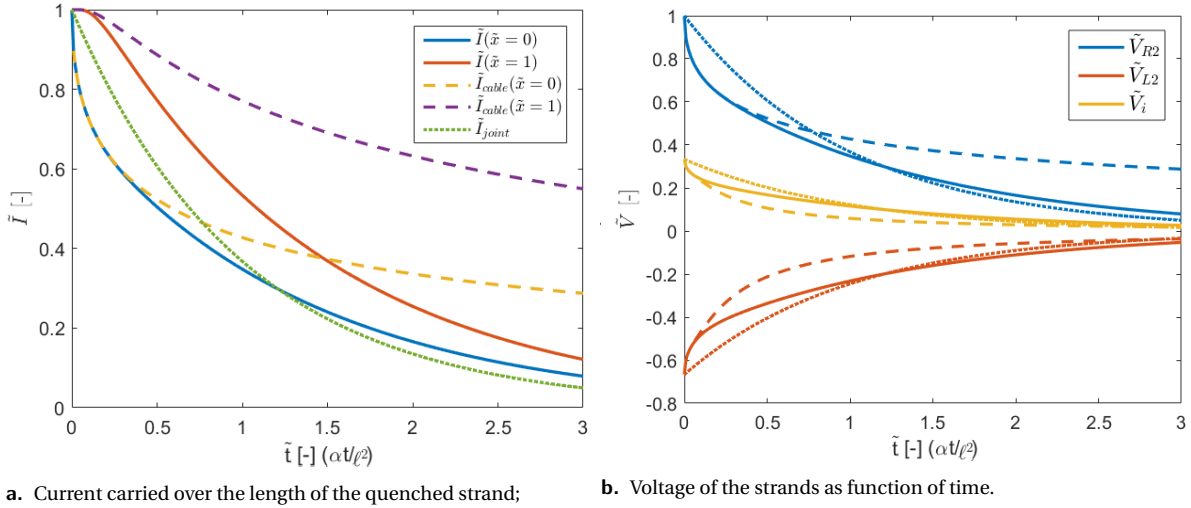 1
0.8
0.6
0.4
0.2
0
Ĩ [-]
0 0.5 1 1.5 2 2.5 3
t̃ [-] (αt/ℓ²)
Ĩ(x̃ = 0)
Ĩ(x̃ = 1)
Ĩcable(x̃ = 0)
Ĩcable(x̃ = 1)
Ĩjoint
a. Current carried over the length of the quenched strand;
1
0.8
0.6
0.4
0.2
0
-0.2
-0.4
-0.6
-0.8
Ṽ [-]
0 0.5 1 1.5 2 2.5 3
t̃ [-] (αt/ℓ²)
ṼR2
ṼL2
Ṽi
b. Voltage of the strands as function of time.